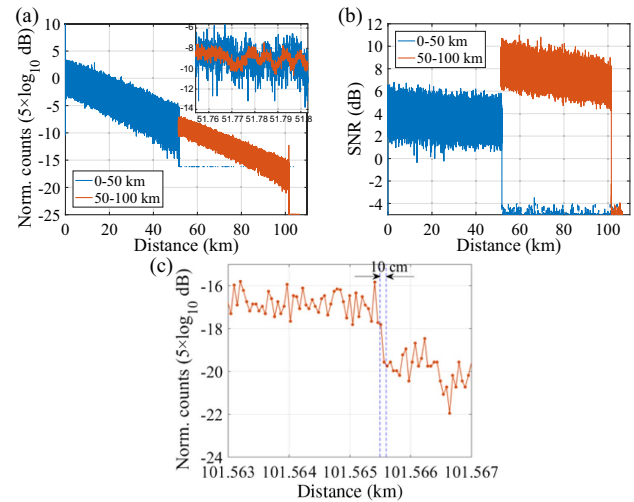 (a)
Norm. counts (5×log10 dB)
10
5
0
-5
-10
-15
-20
-25
-6
-8
-10
-12
-14
51.76 51.77 51.78 51.79 51.8
0-50 km
50-100 km
0 20 40 60 80 100
Distance (km)
(b)
SNR (dB)
12
10
8
6
4
2
0
-2
-4
0-50 km
50-100 km
0 20 40 60 80 100
Distance (km)
(c)
Norm. counts (5×log10 dB)
-16
-18
-20
-22
-24
10 cm
101.563 101.564 101.565 101.566 101.567
Distance (km)